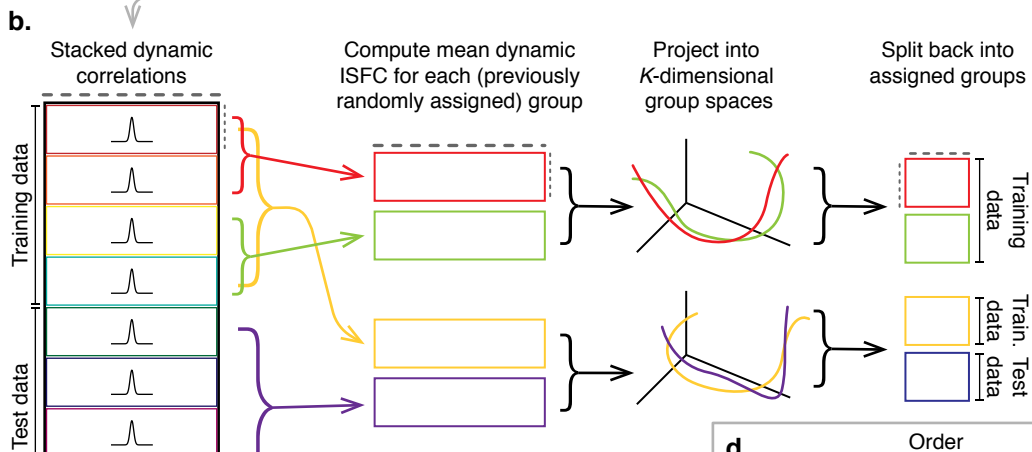 b.
Stacked dynamic
correlations
Compute mean dynamic
ISFC for each (previously
randomly assigned) group
Project into
K-dimensional
group spaces
Split back into
assigned groups
Training data
Test data
Training
data
Train.
data
Test
data
d
Order